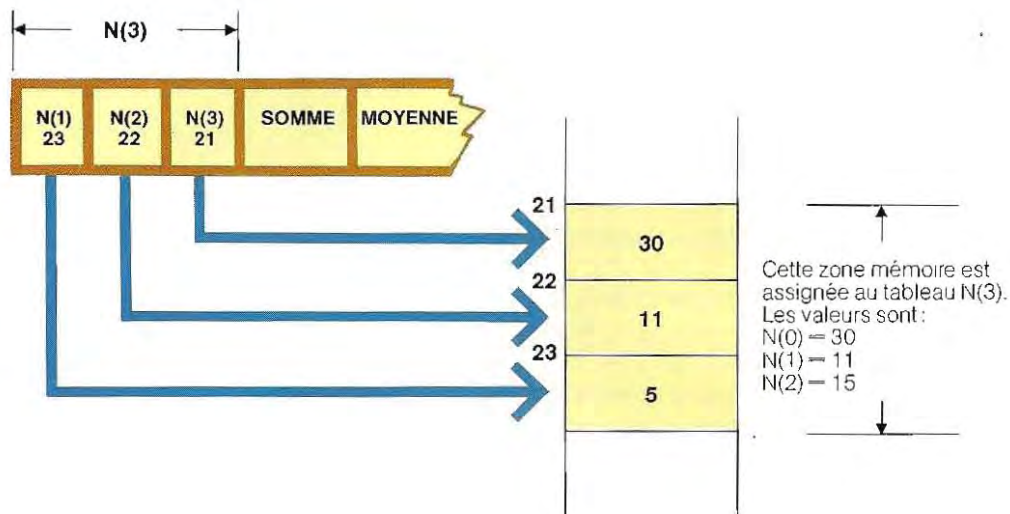 N(3)
N(1) N(2) N(3) SOMME MOYENNE
23 22 21
21
30
22
11
23
5
Cette zone mémoire est
assignée au tableau N(3).
Les valeurs sont :
N(0) = 30
N(1) = 11
N(2) = 15